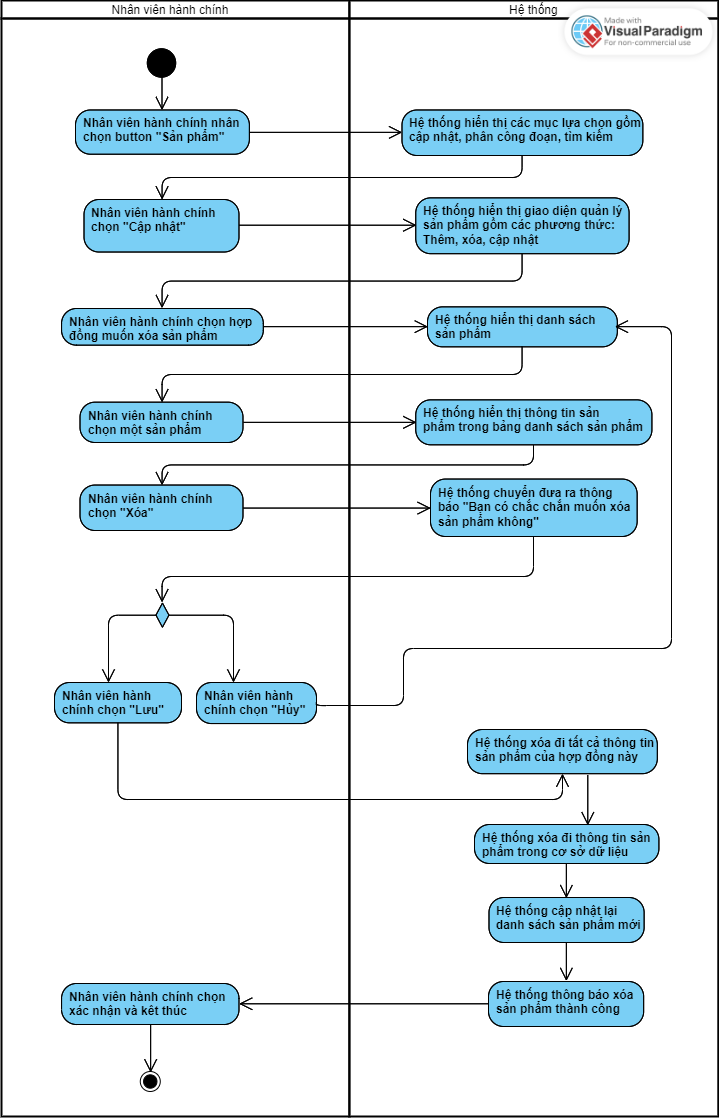 Nhân viên hành chính
Hệ thống
Made with
Visual Paradigm
For non-commercial use
Nhân viên hành chính nhấn
chọn button "Sản phẩm"
Hệ thống hiển thị các mục lựa chọn gồm
cập nhật, phân công đoạn, tìm kiếm
Nhân viên hành chính
chọn "Cập nhật"
Hệ thống hiển thị giao diện quản lý
sản phẩm gồm các phương thức:
Thêm, xóa, cập nhật
Nhân viên hành chính chọn hợp
đồng muốn xóa sản phẩm
Hệ thống hiển thị danh sách
sản phẩm
Nhân viên hành chính
chọn một sản phẩm
Hệ thống hiển thị thông tin sản
phẩm trong bảng danh sách sản phẩm
Nhân viên hành chính
chọn "Xóa"
Hệ thống chuyển đưa ra thông
báo "Bạn có chắc chắn muốn xóa
sản phẩm không"
Nhân viên hành
chính chọn "Lưu"
Nhân viên hành
chính chọn "Hủy"
Hệ thống xóa đi tất cả thông tin
sản phẩm của hợp đồng này
Hệ thống xóa đi thông tin sản
phẩm trong cơ sở dữ liệu
Hệ thống cập nhật lại
danh sách sản phẩm mới
Nhân viên hành chính chọn
xác nhận và kết thúc
Hệ thống thông báo xóa
sản phẩm thành công